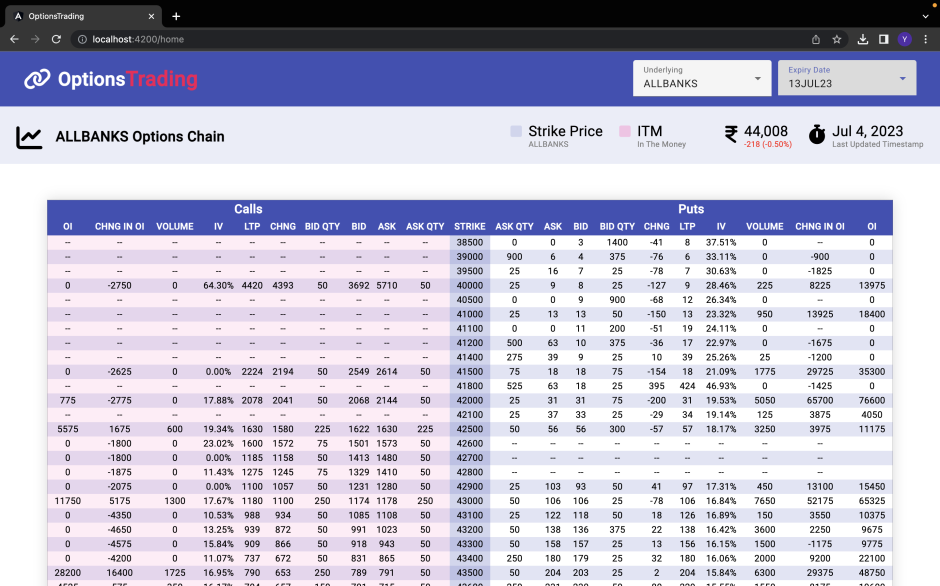 OptionsTrading
localhost:4200/home
Y
OptionsTrading
Underlying
ALLBANKS
Expiry Date
13JUL23
ALLBANKS Options Chain
Strike Price
ALLBANKS
ITM
In The Money
₹ 44,008
-218 (-0.50%)
Jul 4, 2023
Last Updated Timestamp
Calls Puts
OI CHNG IN OI VOLUME IV LTP CHNG BID QTY BID ASK ASK QTY STRIKE ASK QTY ASK BID BID QTY CHNG LTP IV VOLUME CHNG IN OI OI
-- -- -- -- -- -- -- -- -- -- 38500 0 0 3 1400 -41 8 37.51% 0 -- 0
-- -- -- -- -- -- -- -- -- -- 39000 900 6 4 375 -76 6 33.11% 0 -900 0
-- -- -- -- -- -- -- -- -- -- 39500 25 16 7 25 -78 7 30.63% 0 -1825 0
0 -2750 0 64.30% 4420 4393 50 3692 5710 50 40000 25 9 8 25 -127 9 28.46% 225 8225 13975
-- -- -- -- -- -- -- -- -- -- 40500 0 0 9 900 -68 12 26.34% 0 -- 0
-- -- -- -- -- -- -- -- -- -- 41000 25 13 13 50 -150 13 23.32% 950 13925 18400
-- -- -- -- -- -- -- -- -- -- 41100 0 0 11 200 -51 19 24.11% 0 -- 0
-- -- -- -- -- -- -- -- -- -- 41200 500 63 10 375 -36 17 22.97% 0 -1675 0
-- -- -- -- -- -- -- -- -- -- 41400 275 39 9 25 10 39 25.26% 25 -1200 0
0 -2625 0 0.00% 2224 2194 50 2549 2614 50 41500 75 18 18 75 -154 18 21.09% 1775 29725 35300
-- -- -- -- -- -- -- -- -- -- 41800 525 63 18 25 395 424 46.93% 0 -1425 0
775 -2775 0 17.88% 2078 2041 50 2068 2144 50 42000 25 31 31 75 -200 31 19.53% 5050 65700 76600
-- -- -- -- -- -- -- -- -- -- 42100 25 37 33 25 -29 34 19.14% 125 3875 4050
5575 1675 600 19.34% 1630 1580 225 1622 1630 225 42500 50 56 56 300 -57 57 18.17% 3250 3975 11175
0 -1800 0 23.02% 1600 1572 75 1501 1573 50 42600 -- -- -- -- -- -- -- -- -- --
0 -1800 0 0.00% 1185 1158 50 1413 1480 50 42700 -- -- -- -- -- -- -- -- -- --
0 -1875 0 11.43% 1275 1245 75 1329 1410 50 42800 -- -- -- -- -- -- -- -- -- --
0 -2075 0 0.00% 1100 1057 50 1231 1280 50 42900 25 103 93 50 41 97 17.31% 450 13100 15450
11750 5175 1300 17.67% 1180 1100 250 1174 1178 250 43000 50 106 106 25 -78 106 16.84% 7650 52175 65325
0 -4350 0 10.53% 988 934 50 1085 1108 50 43100 25 122 118 50 18 126 16.89% 150 3550 10375
0 -4650 0 13.25% 939 872 50 991 1023 50 43200 50 138 136 375 22 138 16.42% 3600 2250 9675
0 -4575 0 15.84% 909 866 50 918 943 50 43300 50 158 157 25 13 156 16.15% 1500 -1175 9775
0 -4200 0 11.07% 737 672 50 831 865 50 43400 250 180 179 25 32 180 16.06% 2000 9200 22100
28200 16400 1725 16.95% 790 653 250 789 791 50 43500 50 204 203 25 2 204 15.84% 6300 29375 48750